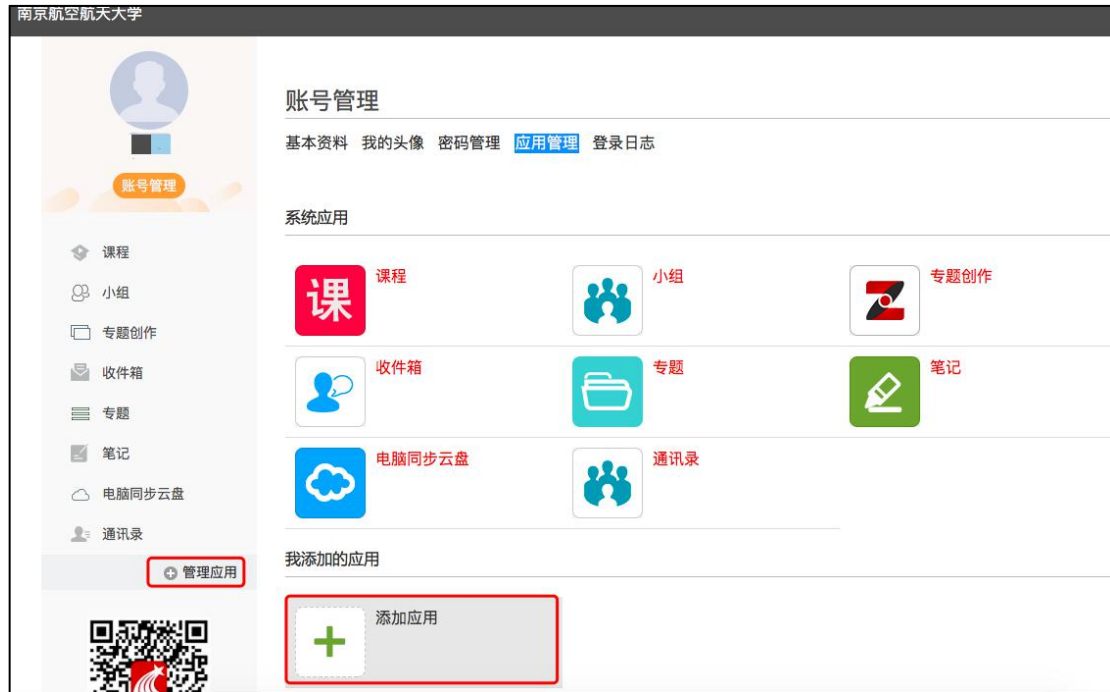 南京航空航天大学
账号管理
账号管理
基本资料 我的头像 密码管理 应用管理 登录日志
系统应用
课程
小组
专题创作
收件箱
专题
笔记
电脑同步云盘
通讯录
管理应用
课
课程
小组
专题创作
收件箱
专题
笔记
电脑同步云盘
通讯录
我添加的应用
添加应用